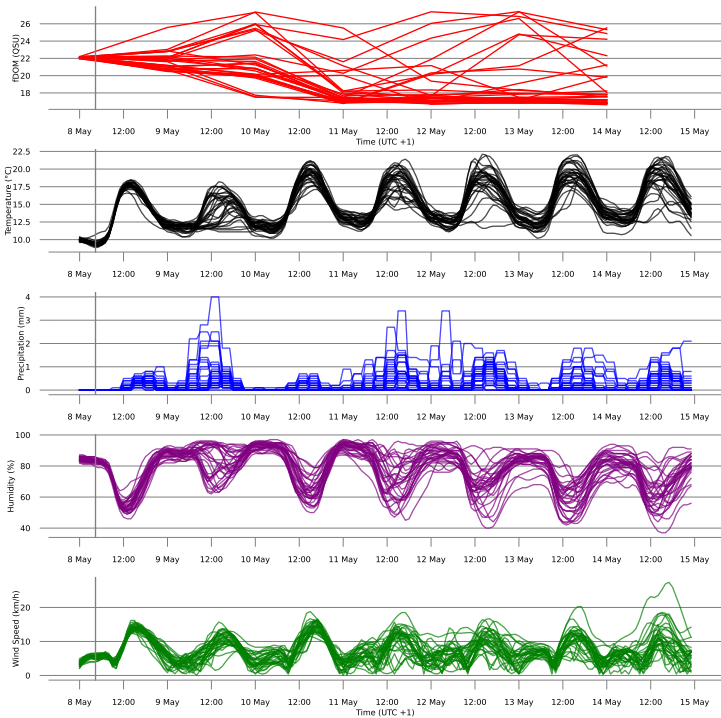 fDOM (QSU)
26
24
22
20
18
8 May 12:00 9 May 12:00 10 May 12:00 11 May 12:00 12 May 12:00 13 May 12:00 14 May 12:00 15 May
Time (UTC +1)
Temperature (°C)
22.5
20.0
17.5
15.0
12.5
10.0
8 May 12:00 9 May 12:00 10 May 12:00 11 May 12:00 12 May 12:00 13 May 12:00 14 May 12:00 15 May
Precipitation (mm)
4
3
2
1
0
8 May 12:00 9 May 12:00 10 May 12:00 11 May 12:00 12 May 12:00 13 May 12:00 14 May 12:00 15 May
Humidity (%)
100
80
60
40
8 May 12:00 9 May 12:00 10 May 12:00 11 May 12:00 12 May 12:00 13 May 12:00 14 May 12:00 15 May
Wind Speed (km/h)
20
10
0
8 May 12:00 9 May 12:00 10 May 12:00 11 May 12:00 12 May 12:00 13 May 12:00 14 May 12:00 15 May
Time (UTC +1)